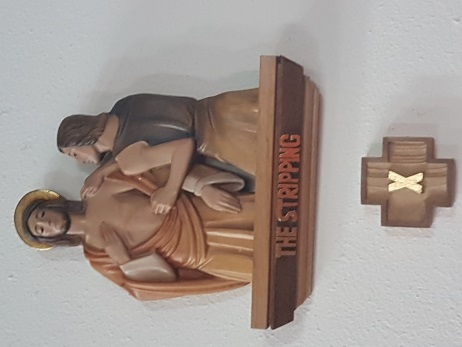 THE STRIPPING
X